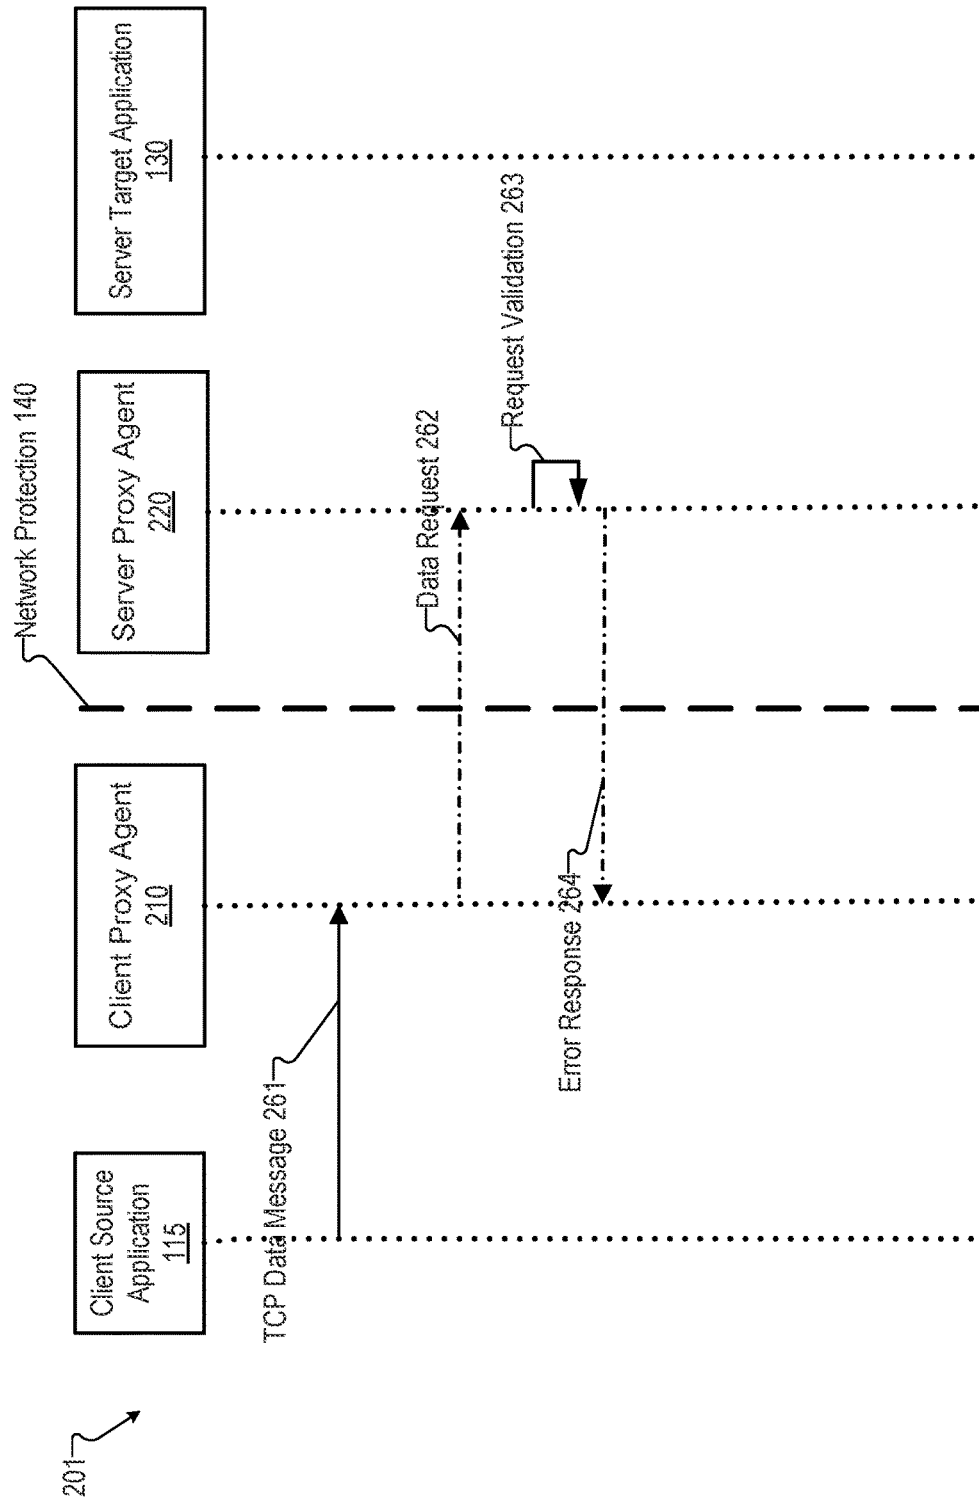 201
Client Source
Application
115
Client Proxy Agent
210
Network Protection 140
Server Proxy Agent
220
Server Target Application
130
TCP Data Message 261
Data Request 262
Request Validation 263
Error Response 264